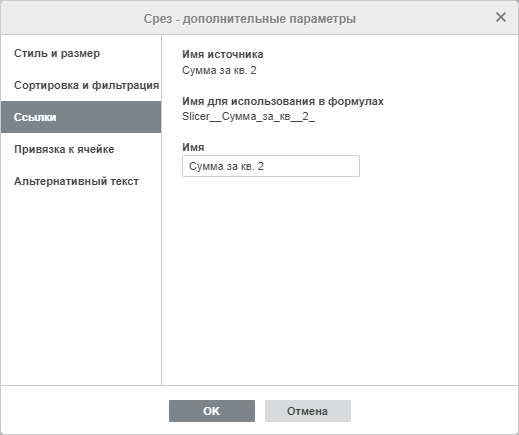 Срез - дополнительные параметры
Стиль и размер
Сортировка и фильтрация
Ссылки
Привязка к ячейке
Альтернативный текст
Имя источника
Сумма за кв. 2
Имя для использования в формулах
Slicer__Сумма_за_кв__2_
Имя
Сумма за кв. 2
OK
Отмена